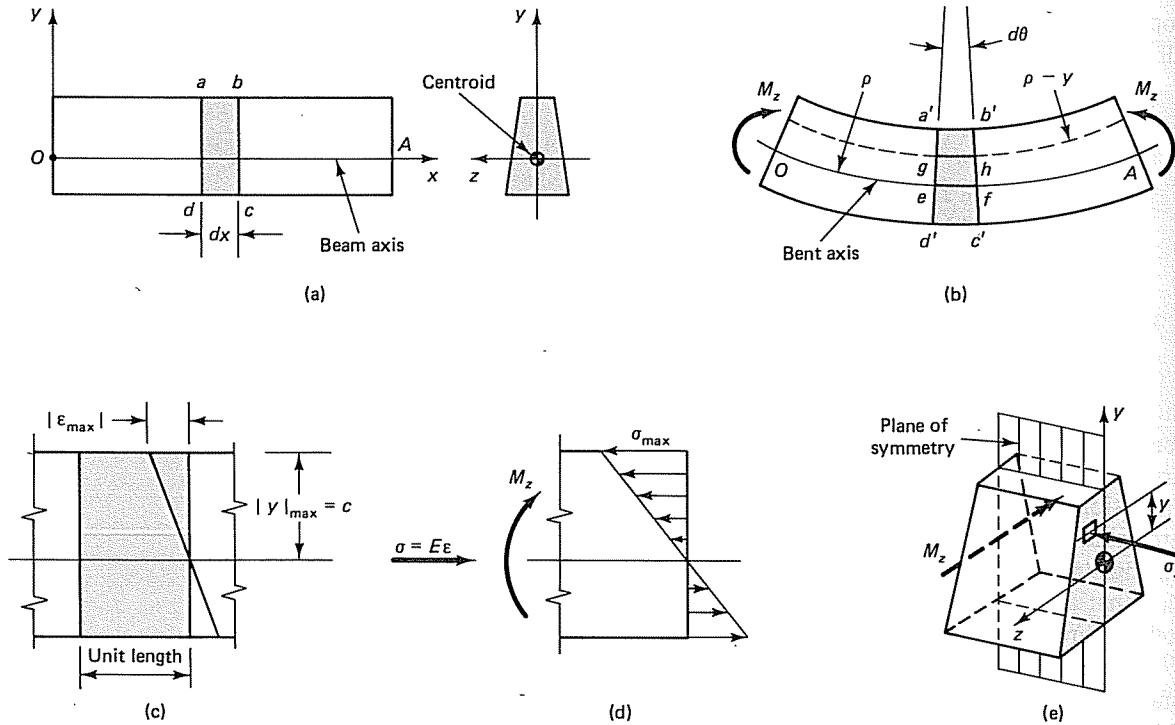 y
y
a b
Centroid
O
A
x
z
d c
dx
Beam axis
(a)
dθ
ρ
ρ − y
M_z
M_z
a' b'
g h
O
A
e f
d' c'
Bent axis
(b)
|ε_max|
|y|_max = c
Unit length
(c)
σ = Eε
σ_max
M_z
(d)
Plane of
symmetry
y
y
M_z
σ
z
(e)